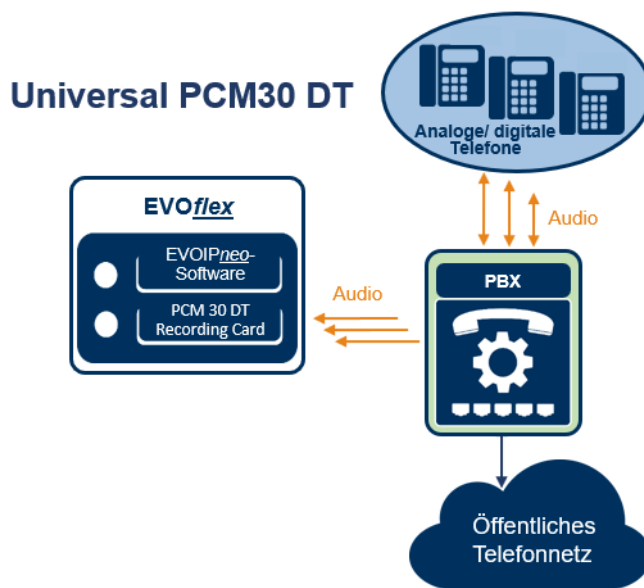 Universal PCM30 DT
Analoge/ digitale
Telefone
EVOflex
EVOIPneo-
Software
PCM 30 DT
Recording Card
Audio
Audio
PBX
Öffentliches
Telefonnetz